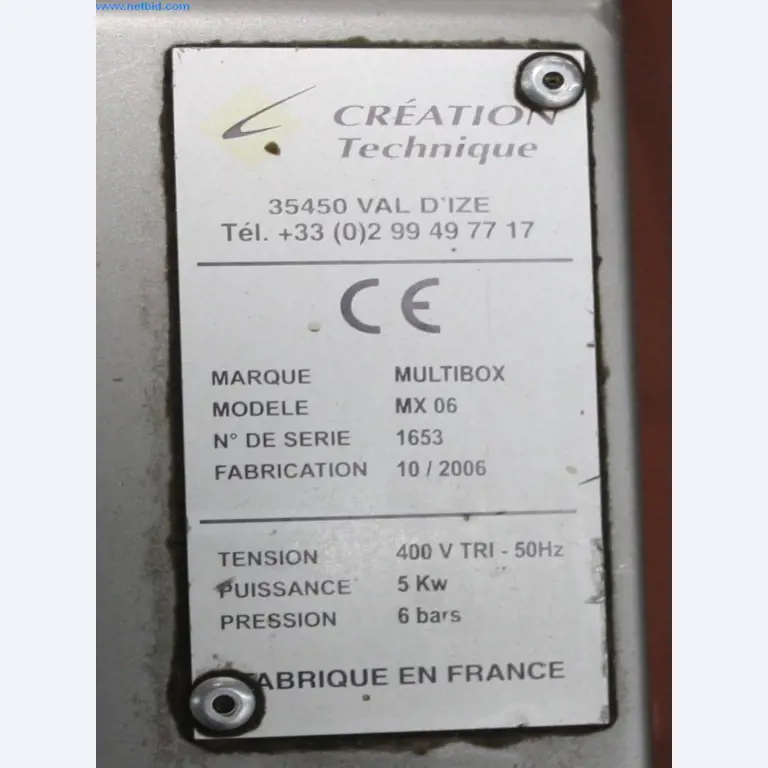 www.netbid.com
CRÉATION
Technique
35450 VAL D'IZE
Tél. +33 (0)2 99 49 77 17
CE
MARQUE MULTIBOX
MODELE MX 06
N° DE SERIE 1653
FABRICATION 10 / 2006
TENSION 400 V TRI - 50Hz
PUISSANCE 5 Kw
PRESSION 6 bars
FABRIQUE EN FRANCE